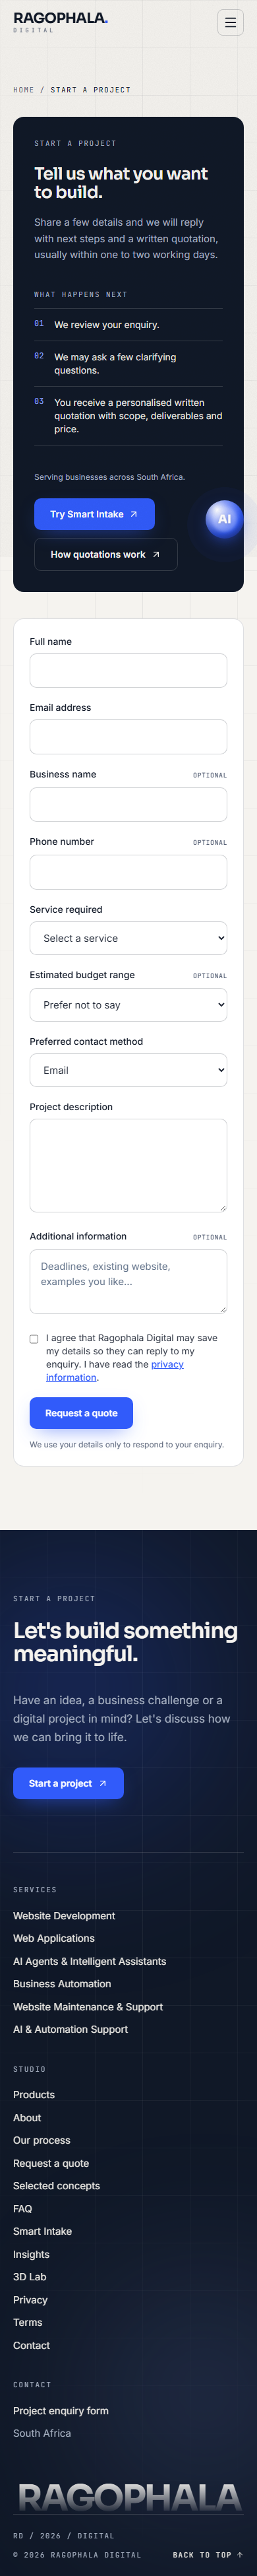 RAGOPHALA.
DIGITAL
HOME / START A PROJECT
START A PROJECT
Tell us what you want
to build.
Share a few details and we will reply
with next steps and a written quotation,
usually within one to two working days.
WHAT HAPPENS NEXT
01 We review your enquiry.
02 We may ask a few clarifying
questions.
03 You receive a personalised written
quotation with scope, deliverables and
price.
Serving businesses across South Africa.
Try Smart Intake ↗
AI
How quotations work ↗
Full name
Email address
Business name OPTIONAL
Phone number OPTIONAL
Service required
Select a service
Estimated budget range OPTIONAL
Prefer not to say
Preferred contact method
Email
Project description
Additional information OPTIONAL
Deadlines, existing website,
examples you like...
I agree that Ragophala Digital may save
my details so they can reply to my
enquiry. I have read the privacy
information.
Request a quote
We use your details only to respond to your enquiry.
START A PROJECT
Let's build something
meaningful.
Have an idea, a business challenge or a
digital project in mind? Let's discuss how
we can bring it to life.
Start a project ↗
SERVICES
Website Development
Web Applications
AI Agents & Intelligent Assistants
Business Automation
Website Maintenance & Support
AI & Automation Support
STUDIO
Products
About
Our process
Request a quote
Selected concepts
FAQ
Smart Intake
Insights
3D Lab
Privacy
Terms
Contact
CONTACT
Project enquiry form
South Africa
RAGOPHALA
RD / 2026 / DIGITAL
© 2026 RAGOPHALA DIGITAL BACK TO TOP ↑